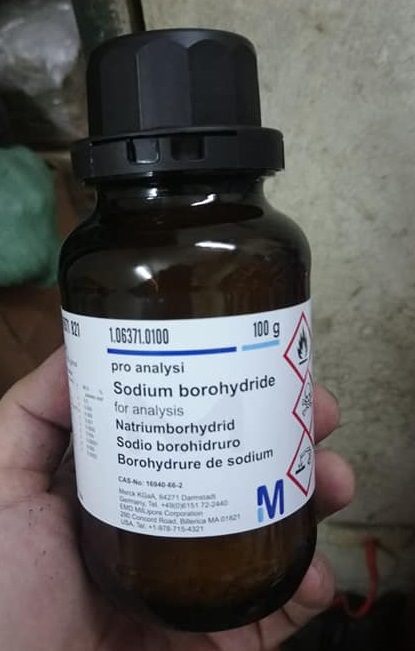 821
1.06371.0100
100 g
pro analysi
Sodium borohydride
for analysis
Natriumborhydrid
Sodio borohidruro
Borohydrure de sodium
CAS-No: 16940-66-2
Merck KGaA, 64271 Darmstadt
Germany, Tel. +49(0)6151 72-2440
EMD Millipore Corporation
290 Concord Road, Billerica MA 01821
USA, Tel. +1-978-715-4321
M